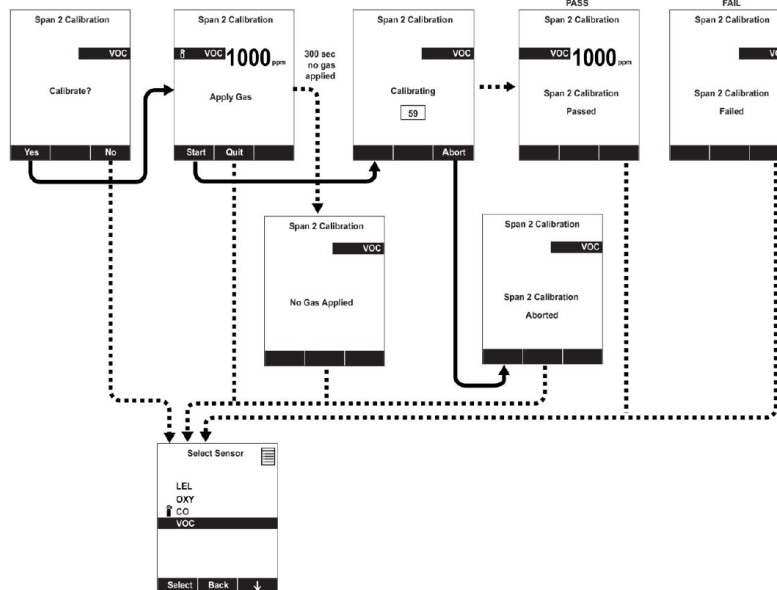 Span 2 Calibration
VOC
Calibrate?
Yes No
Span 2 Calibration
VOC 1000 ppm
Apply Gas
Start Quit
300 sec
no gas
applied
Span 2 Calibration
VOC
Calibrating
59
Abort
PASS
Span 2 Calibration
VOC 1000 ppm
Span 2 Calibration
Passed
FAIL
Span 2 Calibration
Span 2 Calibration
Failed
Span 2 Calibration
VOC
No Gas Applied
Span 2 Calibration
VOC
Span 2 Calibration
Aborted
Select Sensor
LEL
OXY
CO
VOC
Select Back ↓